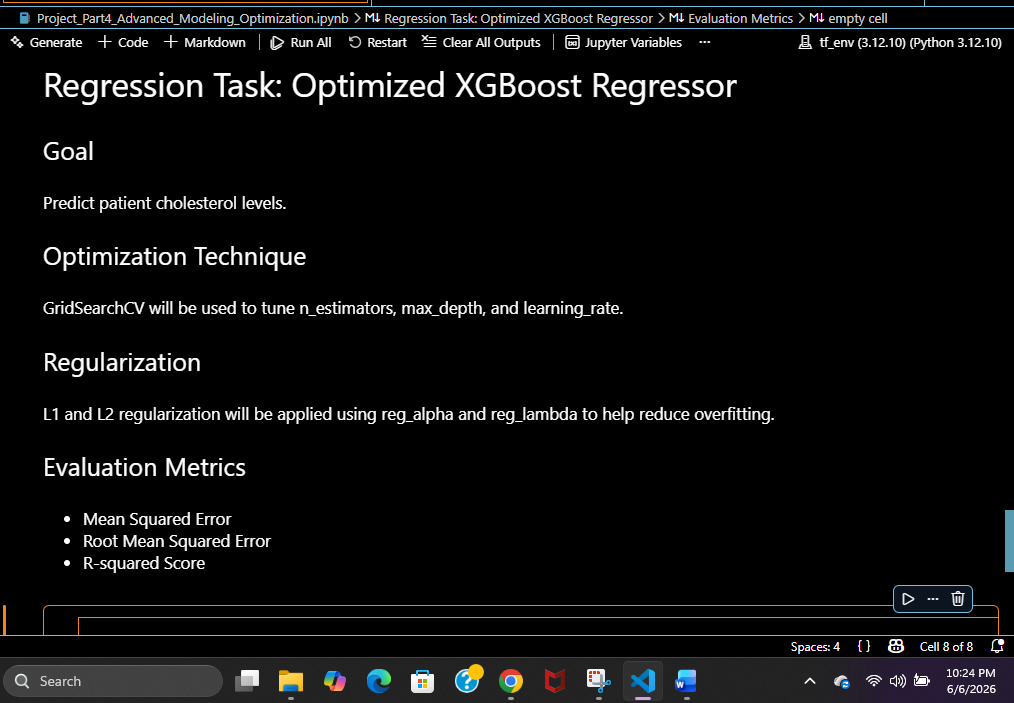 Project_Part4_Advanced_Modeling_Optimization.ipynb > M↓ Regression Task: Optimized XGBoost Regressor > M↓ Evaluation Metrics > M↓ empty cell
Generate + Code + Markdown | Run All Restart Clear All Outputs | Jupyter Variables ... tf_env (3.12.10) (Python 3.12.10)
Regression Task: Optimized XGBoost Regressor
Goal
Predict patient cholesterol levels.
Optimization Technique
GridSearchCV will be used to tune n_estimators, max_depth, and learning_rate.
Regularization
L1 and L2 regularization will be applied using reg_alpha and reg_lambda to help reduce overfitting.
Evaluation Metrics
• Mean Squared Error
• Root Mean Squared Error
• R-squared Score
Spaces: 4 { } Cell 8 of 8
Search
10:24 PM
6/6/2026